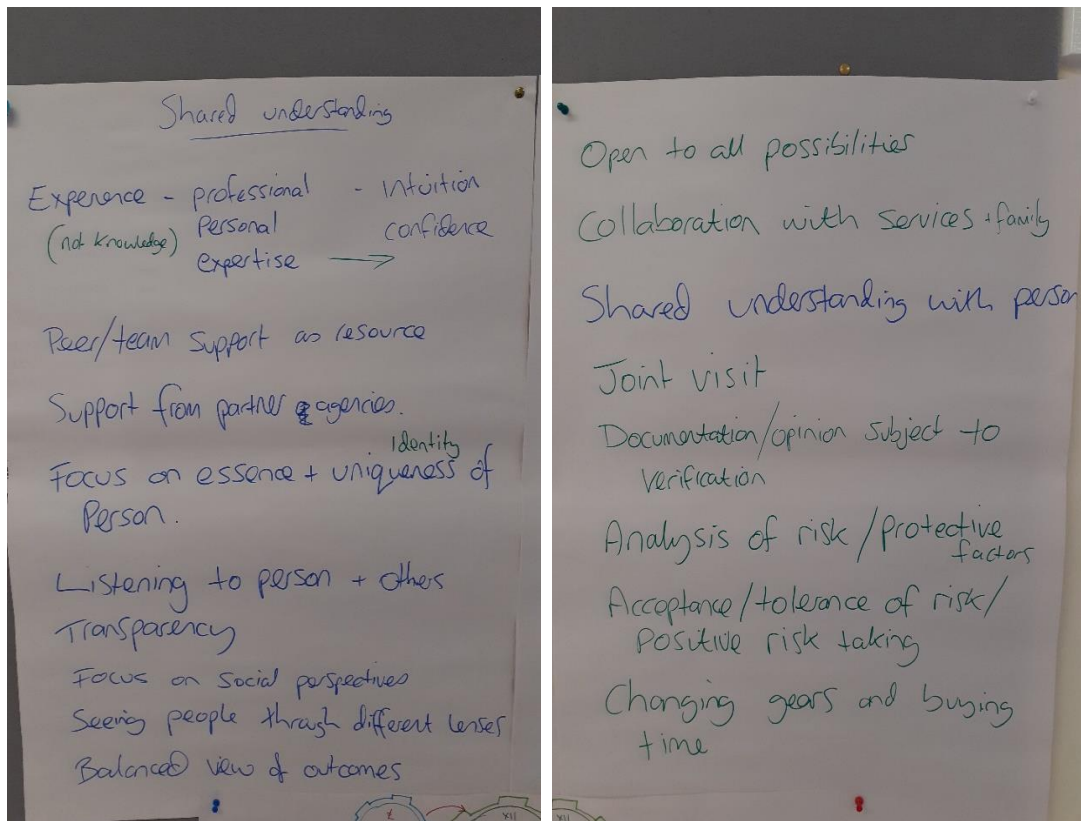 Shared understanding
Experience - professional - intuition
(not knowledge) Personal confidence
expertise →
Peer/team support as resource
Support from partner agencies.
Identity
Focus on essence + uniqueness of
Person.
Listening to person + others
Transparency
Focus on social perspectives
Seeing people through different lenses
Balanced view of outcomes
X
XII
Open to all possibilities
Collaboration with services + family
Shared understanding with person
Joint visit
Documentation/opinion subject to
verification
Analysis of risk/protective
factors
Acceptance/tolerance of risk/
positive risk taking
Changing gears and buying
time
XII